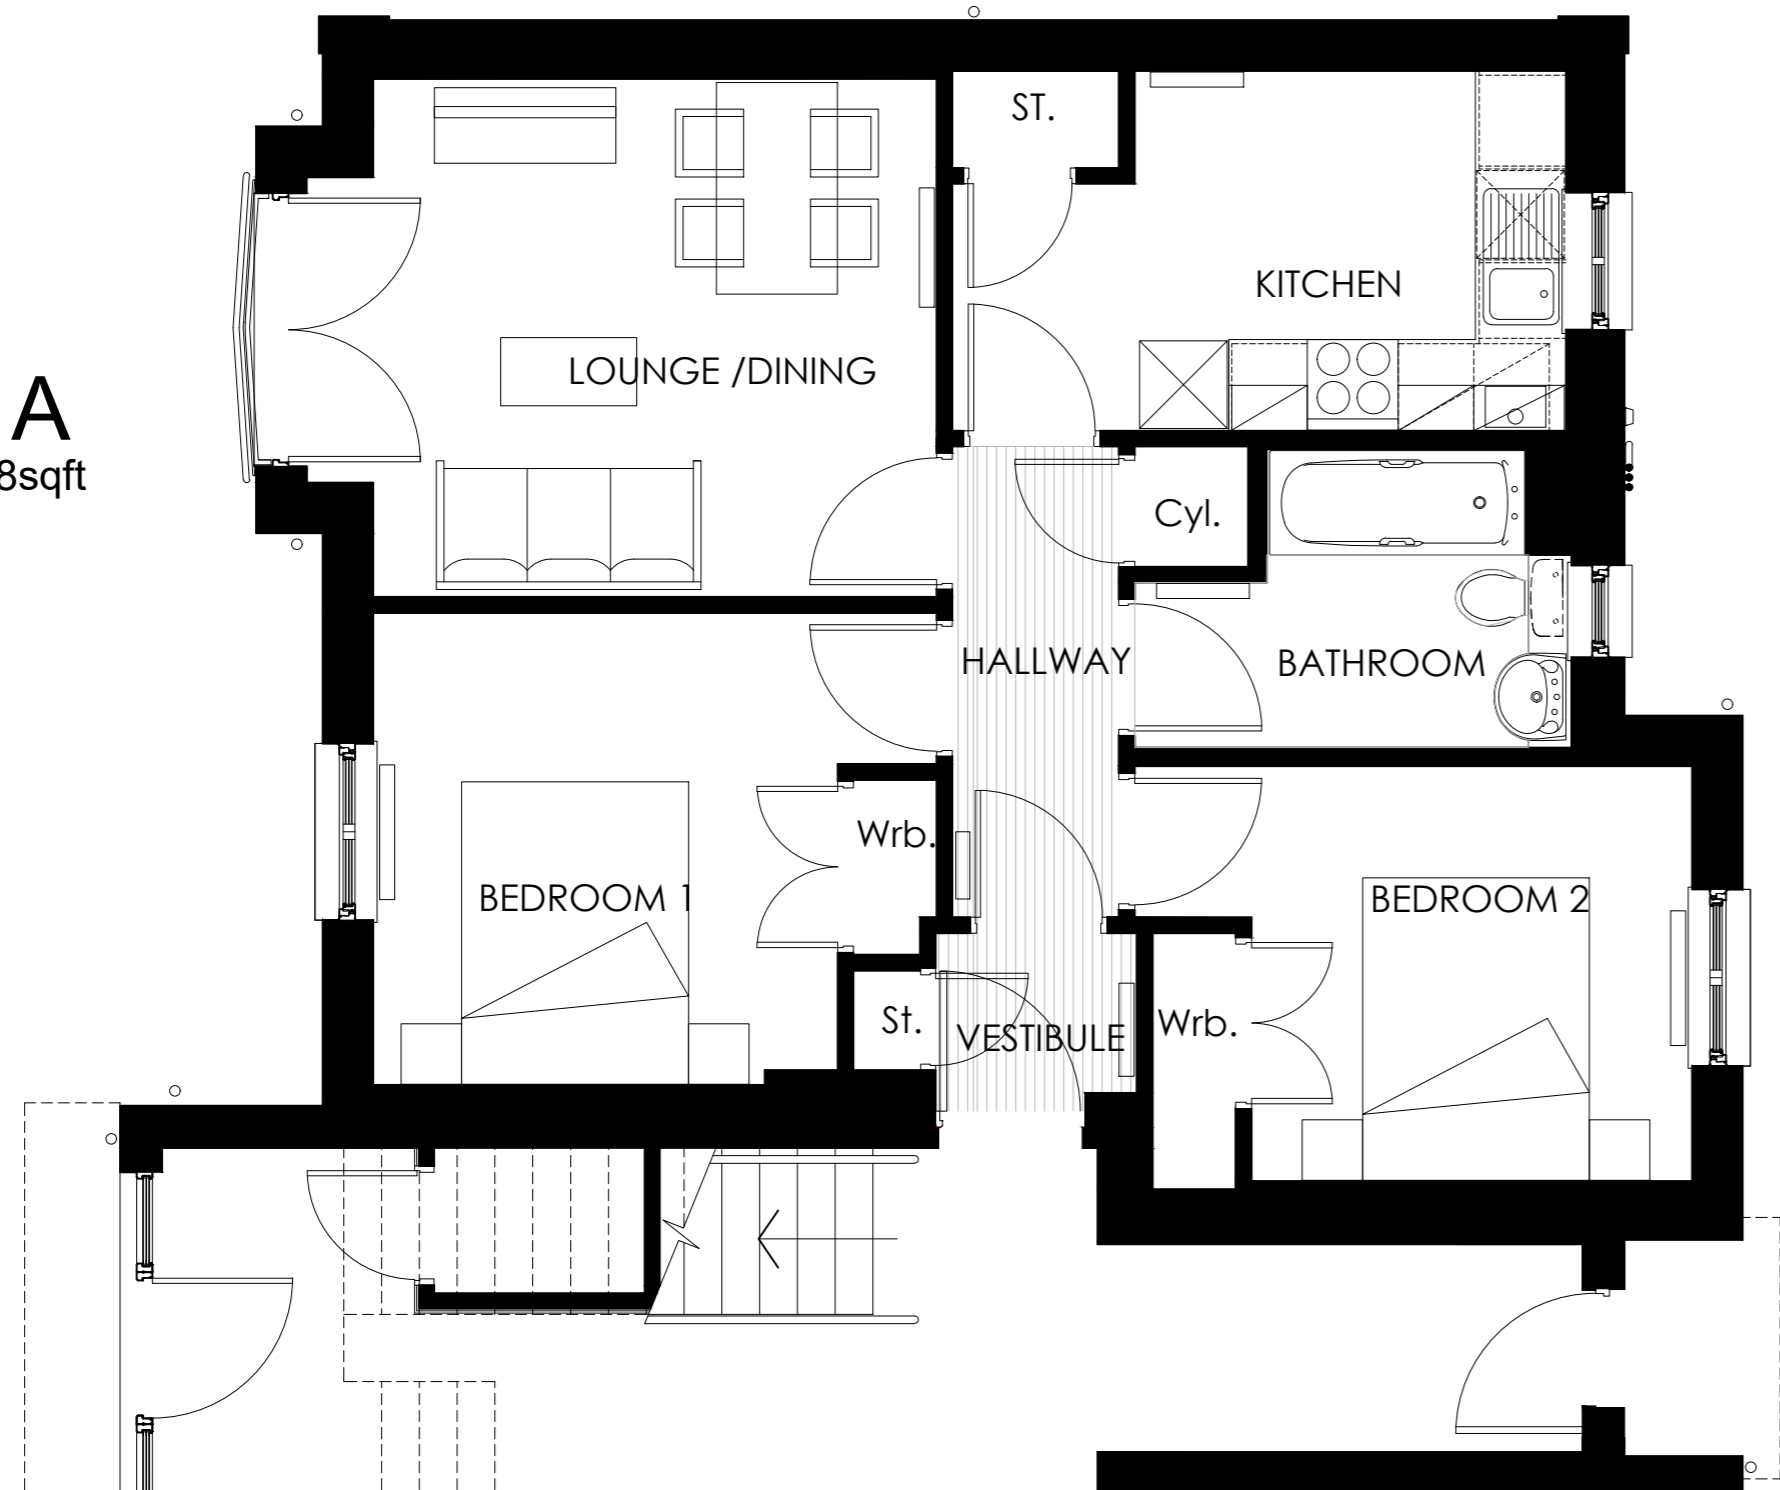 ST.
KITCHEN
LOUNGE /DINING
A
8sqft
Cyl.
HALLWAY
BATHROOM
Wrb.
BEDROOM 1
BEDROOM 2
St.
VESTIBULE
Wrb.